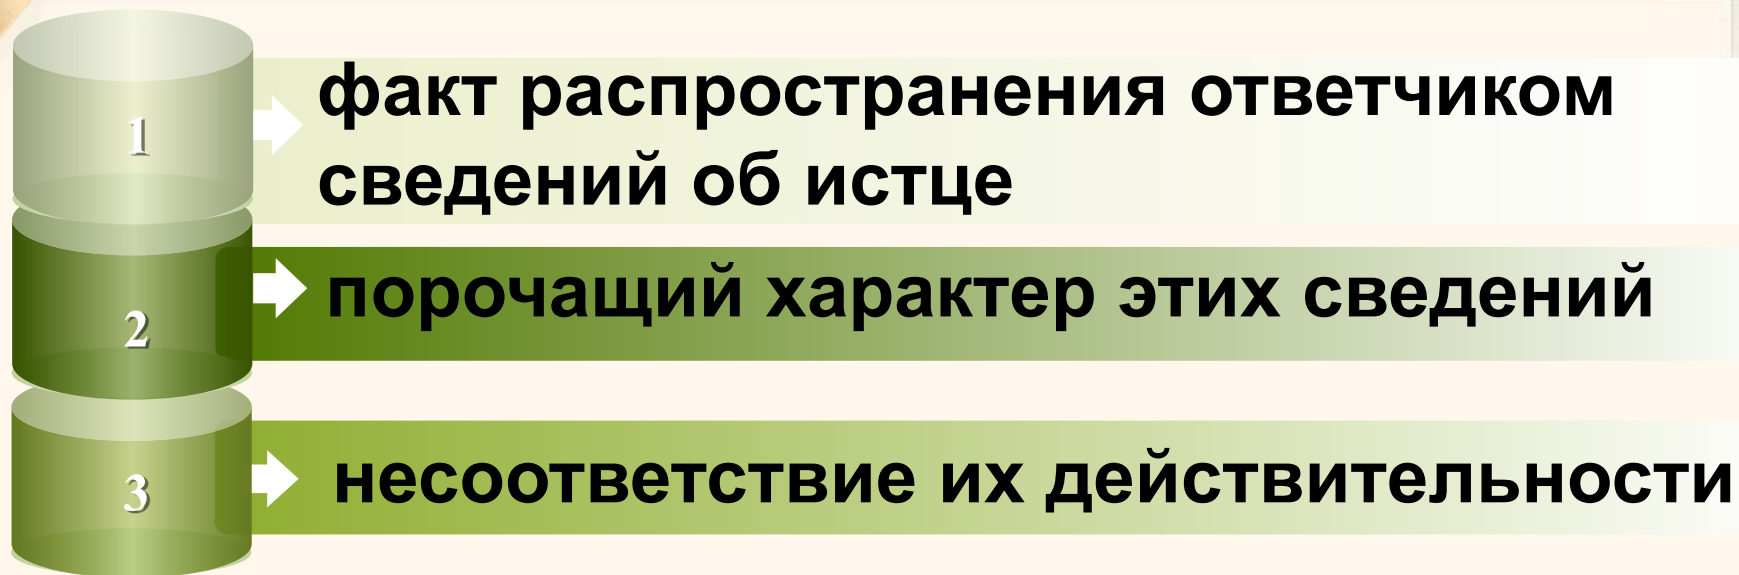 1
факт распространения ответчиком
сведений об истце
2
порочащий характер этих сведений
3
несоответствие их действительности